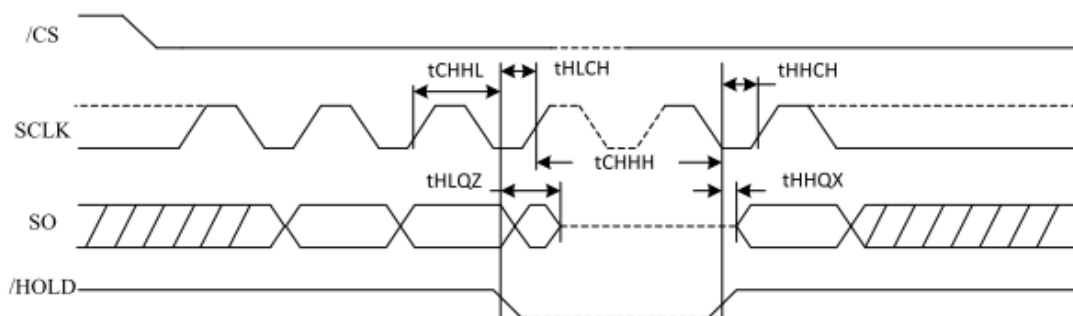 /CS
tCHHL
tHLCH
tHHCH
SCLK
tCHHH
tHLQZ
tHHQX
SO
/HOLD